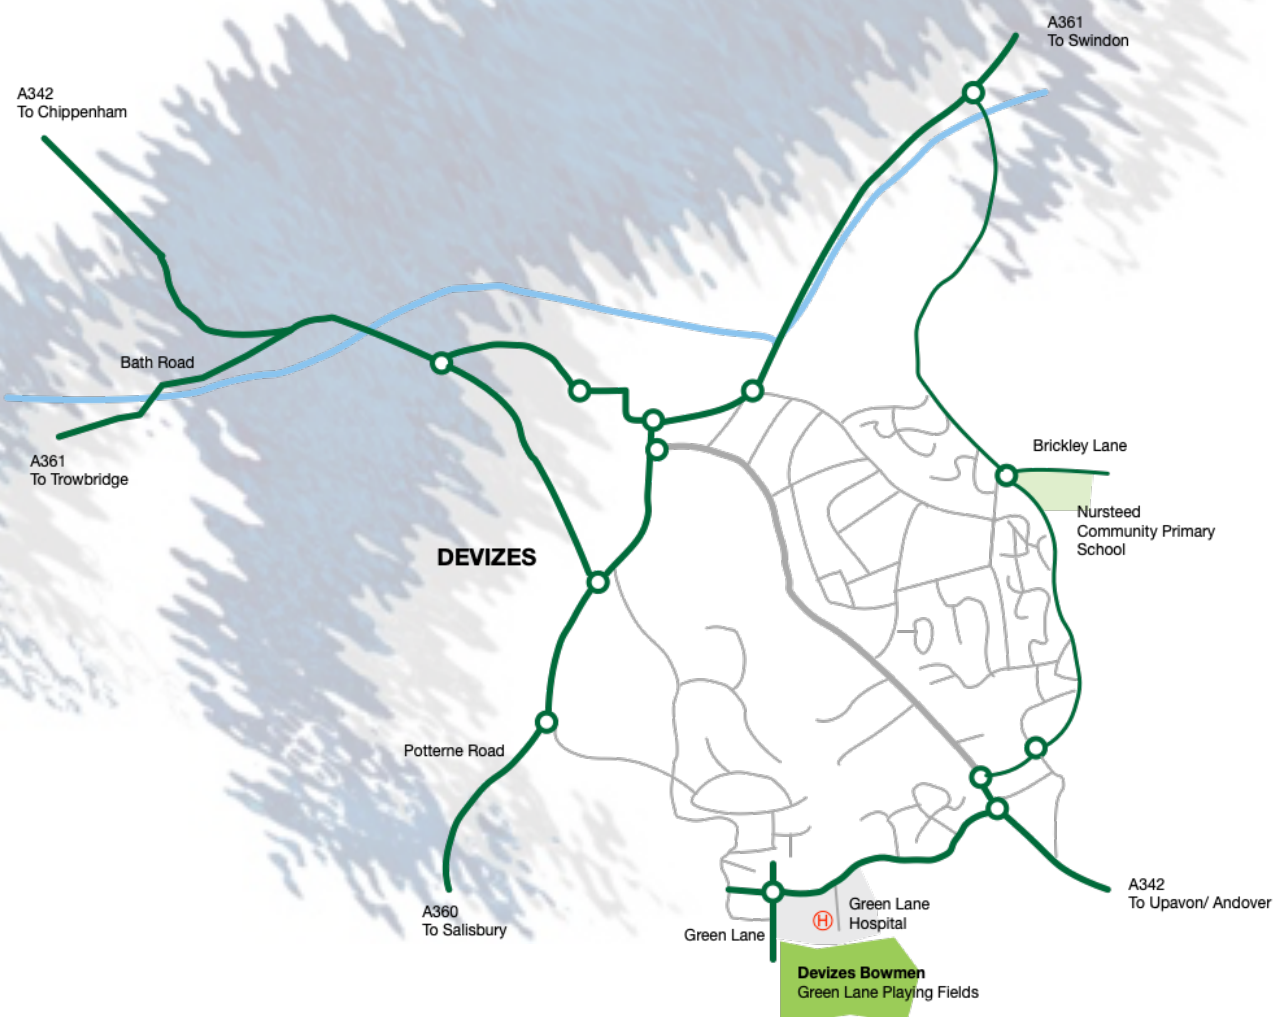 A361
To Swindon
A342
To Chippenham
Bath Road
A361
To Trowbridge
Brickley Lane
Nursteed
Community Primary
School
DEVIZES
Potterne Road
A360
To Salisbury
A342
To Upavon/ Andover
Green Lane
Hospital
H
Green Lane
Devizes Bowmen
Green Lane Playing Fields